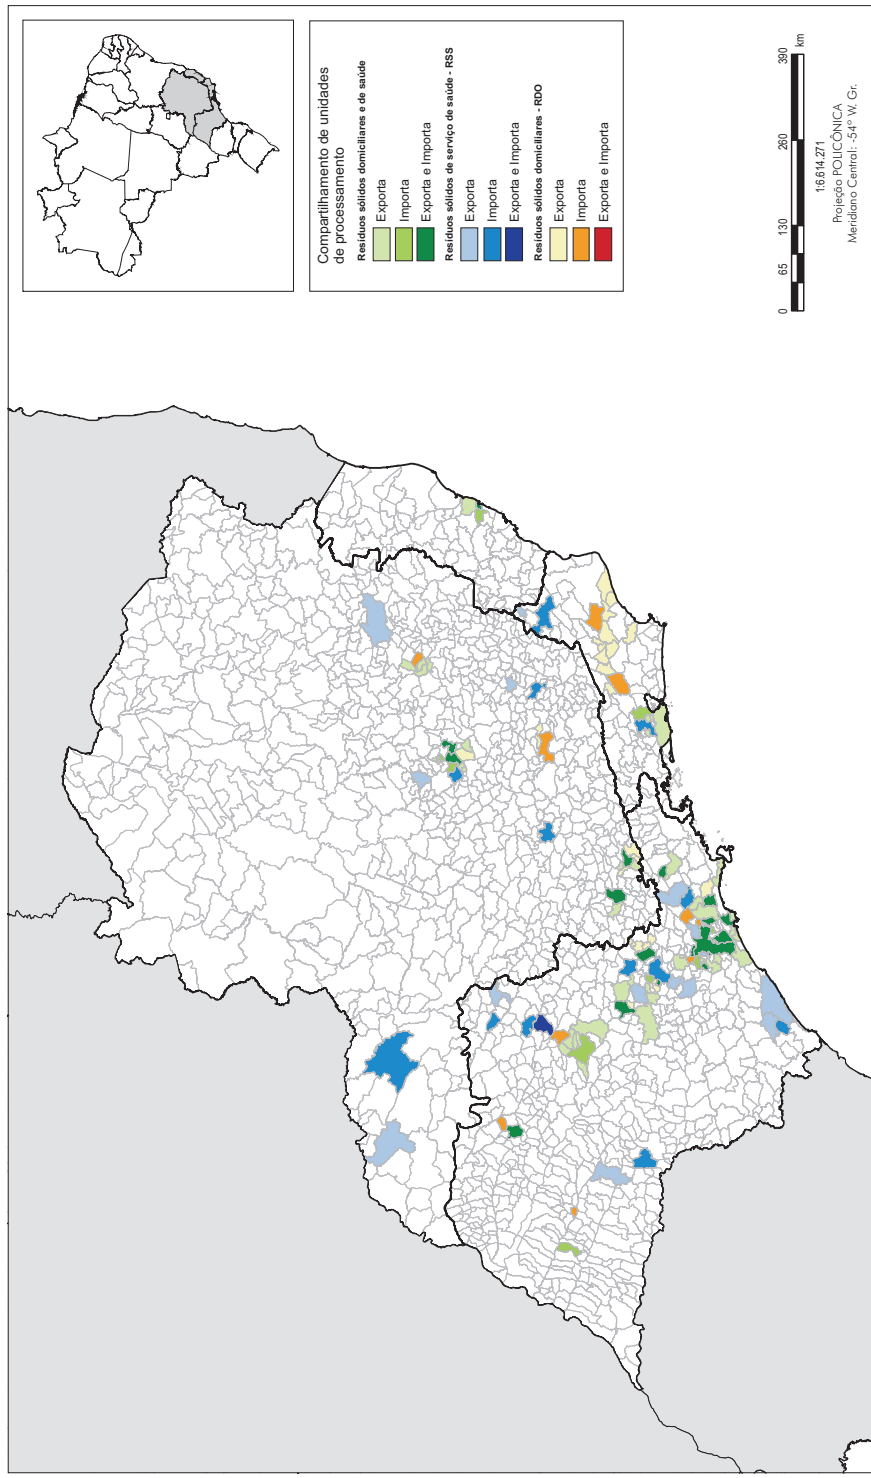 Compartilhamento de unidades
de processamento
Resíduos sólidos domiciliares e de saúde
Exporta
Importa
Exporta e Importa
Resíduos sólidos de serviço de saúde - RSS
Exporta
Importa
Exporta e Importa
Resíduos sólidos domiciliares - RDO
Exporta
Importa
Exporta e Importa
0 65 130 260 390
km
1:6.614.271
Projeção POLICÔNICA
Meridiano Central: -54° W. Gr.